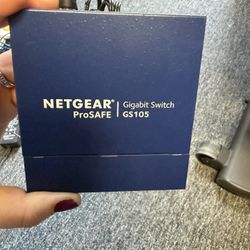 NETGEAR® | Gigabit Switch
ProSAFE | GS105